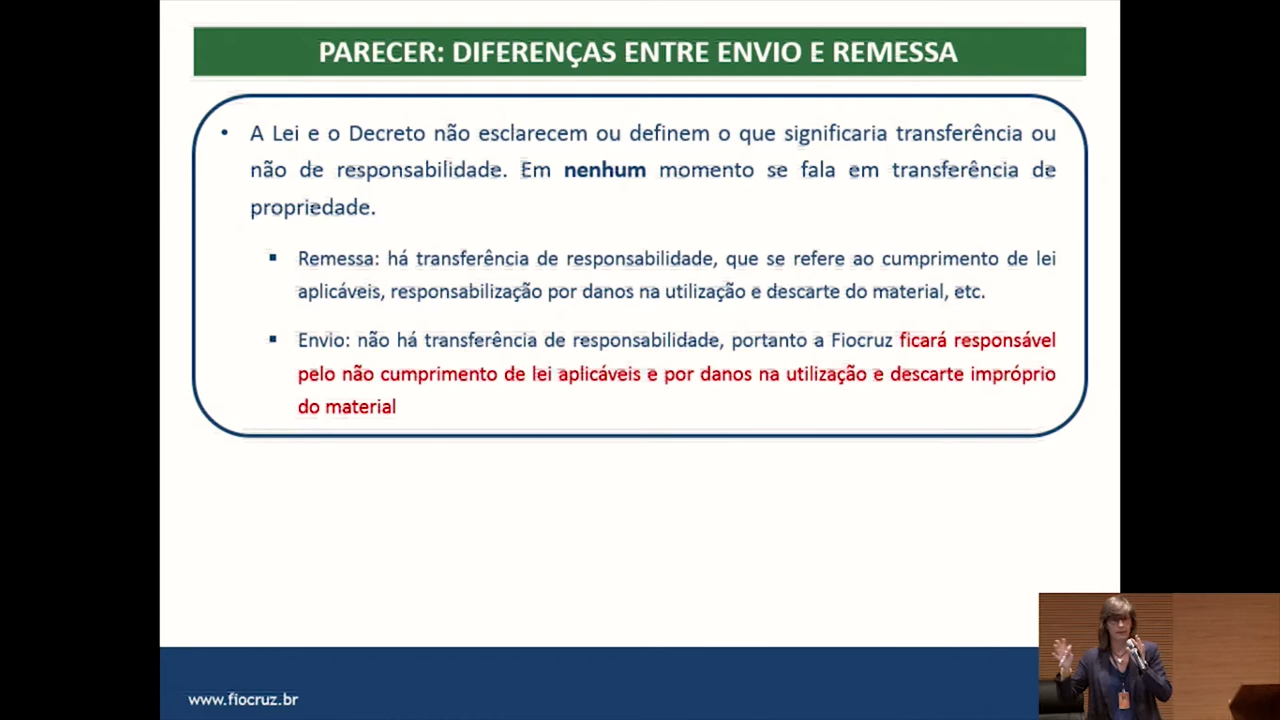 PARECER: DIFERENÇAS ENTRE ENVIO E REMESSA
• A Lei e o Decreto não esclarecem ou definem o que significaria transferência ou
não de responsabilidade. Em nenhum momento se fala em transferência de
propriedade.
▪ Remessa: há transferência de responsabilidade, que se refere ao cumprimento de lei
aplicáveis, responsabilização por danos na utilização e descarte do material, etc.
▪ Envio: não há transferência de responsabilidade, portanto a Fiocruz ficará responsável
pelo não cumprimento de lei aplicáveis e por danos na utilização e descarte impróprio
do material
www.fiocruz.br